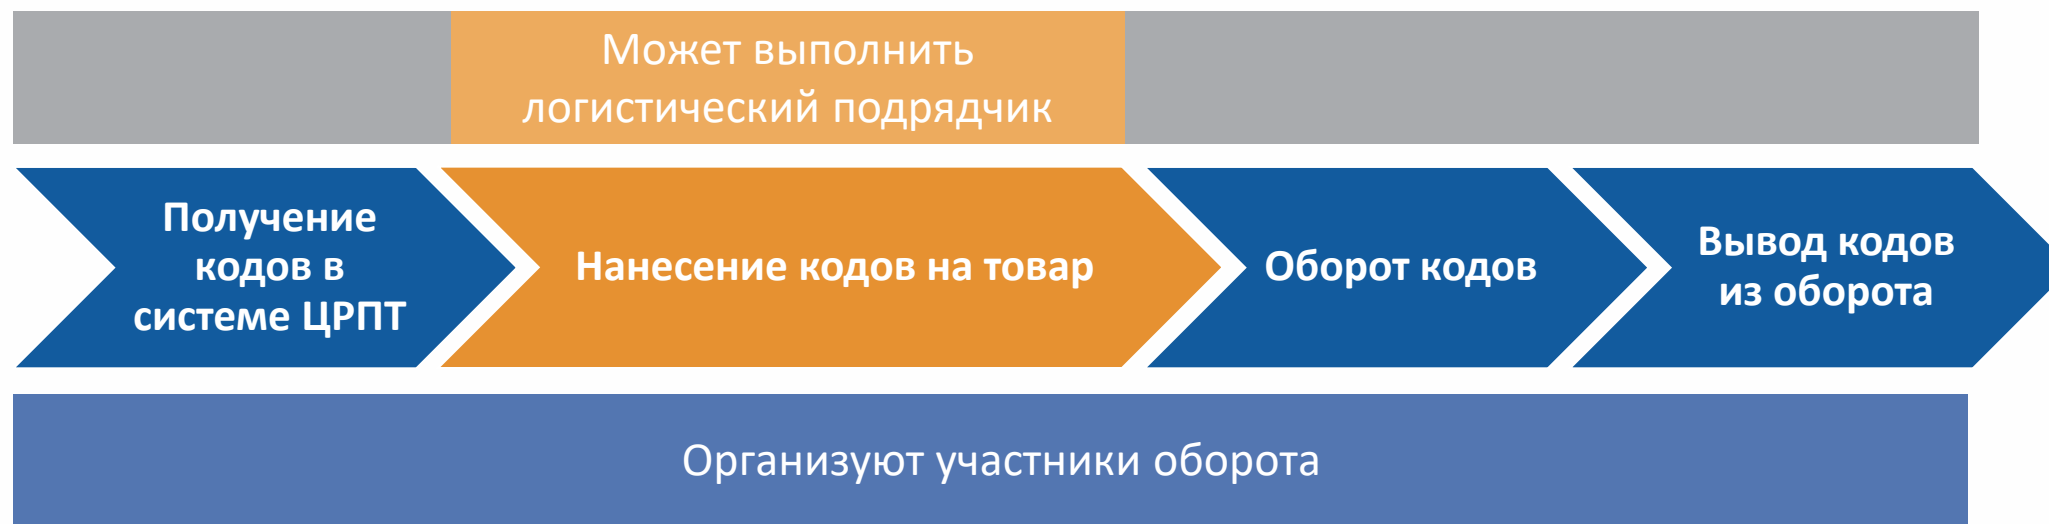 Может выполнить
логистический подрядчик
Получение
кодов в
системе ЦРПТ
Нанесение кодов на товар
Оборот кодов
Вывод кодов
из оборота
Организуют участники оборота